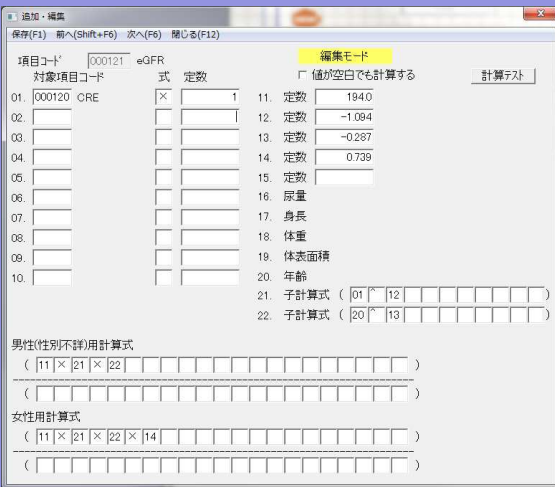 追加・編集
保存(F1) 前へ(Shift+F6) 次へ(F6) 閉じる(F12)
項目コード 000121 eGFR 編集モード
対象項目コード 式 定数 値が空白でも計算する 計算テスト
01. 000120 CRE × 1 11. 定数 194.0
02. 12. 定数 -1.094
03. 13. 定数 -0.287
04. 14. 定数 0.739
05. 15. 定数
06. 16. 尿量
07. 17. 身長
08. 18. 体重
09. 19. 体表面積
10. 20. 年齢
21. 子計算式 ( 01 ^ 12 )
22. 子計算式 ( 20 ^ 13 )
男性(性別不詳)用計算式
( 11 × 21 × 22 )
( )
女性用計算式
( 11 × 21 × 22 × 14 )
( )